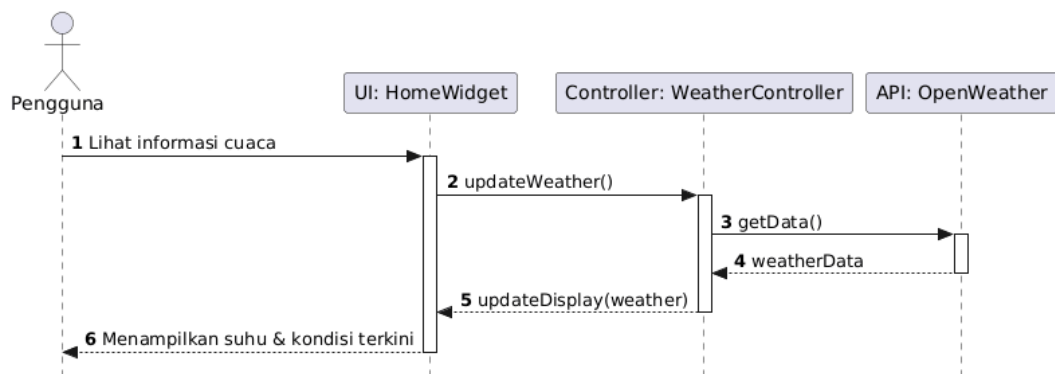 Pengguna
UI: HomeWidget
Controller: WeatherController
API: OpenWeather
1 Lihat informasi cuaca
2 updateWeather()
3 getData()
4 weatherData
5 updateDisplay(weather)
6 Menampilkan suhu & kondisi terkini